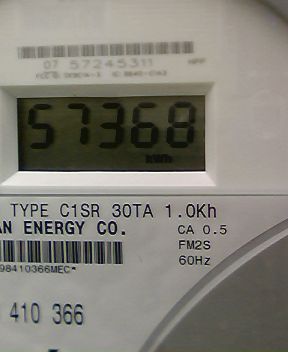 07 57245311
57368
kWh
TYPE C1SR 30TA 1.0Kh
AN ENERGY CO.
CA 0.5
FM2S
60Hz
98410366MEC*
410 366